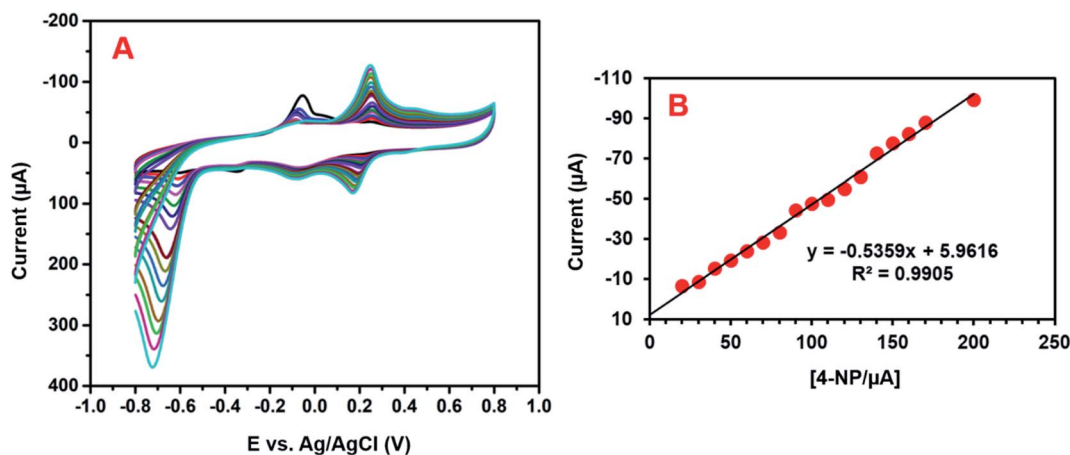 A
-200
-100
0
100
200
300
400
Current (µA)
-1.0 -0.8 -0.6 -0.4 -0.2 0.0 0.2 0.4 0.6 0.8 1.0
E vs. Ag/AgCl (V)
B
-110
-90
-70
-50
-30
-10
10
Current (µA)
y = -0.5359x + 5.9616
R² = 0.9905
0 50 100 150 200 250
[4-NP/µA]